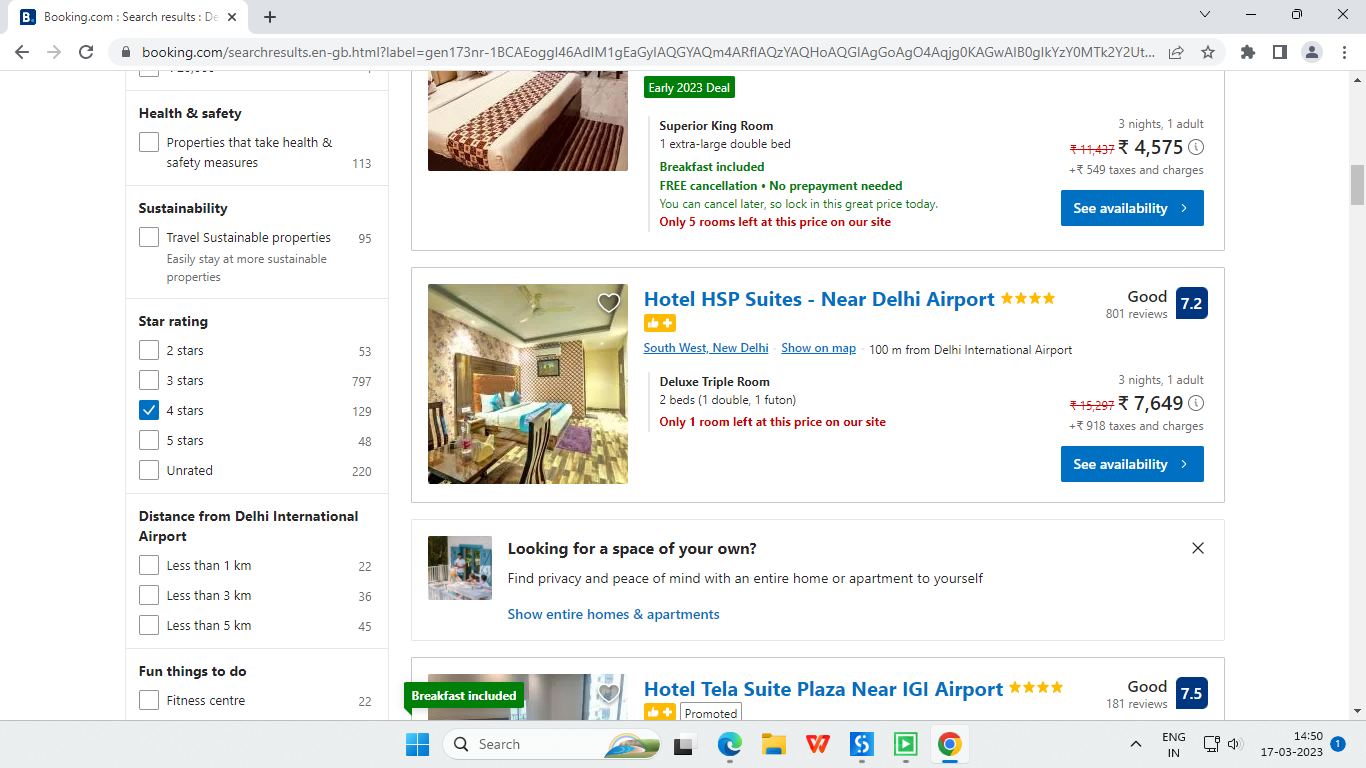 Booking.com : Search results : De
booking.com/searchresults.en-gb.html?label=gen173nr-1BCAEoggI46AdIM1gEaGyIAQGYAQm4ARfIAQzYAQHoAQGIAgGoAgO4Aqjg0KAGwAIB0gIkYzY0MTk2Y2Ut...
Health & safety
Properties that take health &
safety measures 113
Sustainability
Travel Sustainable properties 95
Easily stay at more sustainable
properties
Star rating
2 stars 53
3 stars 797
4 stars 129
5 stars 48
Unrated 220
Distance from Delhi International
Airport
Less than 1 km 22
Less than 3 km 36
Less than 5 km 45
Fun things to do
Fitness centre 22
Early 2023 Deal
Superior King Room
1 extra-large double bed
Breakfast included
FREE cancellation • No prepayment needed
You can cancel later, so lock in this great price today.
Only 5 rooms left at this price on our site
3 nights, 1 adult
₹ 11,437 ₹ 4,575
+₹ 549 taxes and charges
See availability
Hotel HSP Suites - Near Delhi Airport
Good 7.2
801 reviews
South West, New Delhi Show on map 100 m from Delhi International Airport
Deluxe Triple Room
2 beds (1 double, 1 futon)
Only 1 room left at this price on our site
3 nights, 1 adult
₹ 15,297 ₹ 7,649
+₹ 918 taxes and charges
See availability
Looking for a space of your own?
Find privacy and peace of mind with an entire home or apartment to yourself
Show entire homes & apartments
Breakfast included
Hotel Tela Suite Plaza Near IGI Airport
Promoted
Good 7.5
181 reviews
Search
ENG
IN
14:50
17-03-2023
1